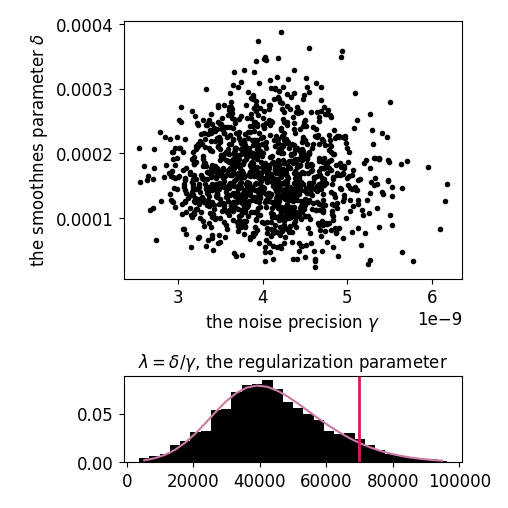 0.0004
0.0003
0.0002
0.0001
the smoothnes parameter δ
3 4 5 6
1e−9
the noise precision γ
λ = δ/γ, the regularization parameter
0.05
0.00
0 20000 40000 60000 80000 100000